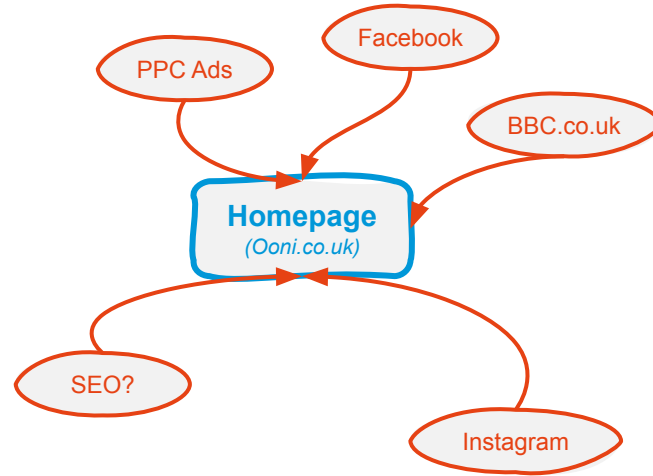 Facebook
PPC Ads
BBC.co.uk
Homepage
(Ooni.co.uk)
SEO?
Instagram